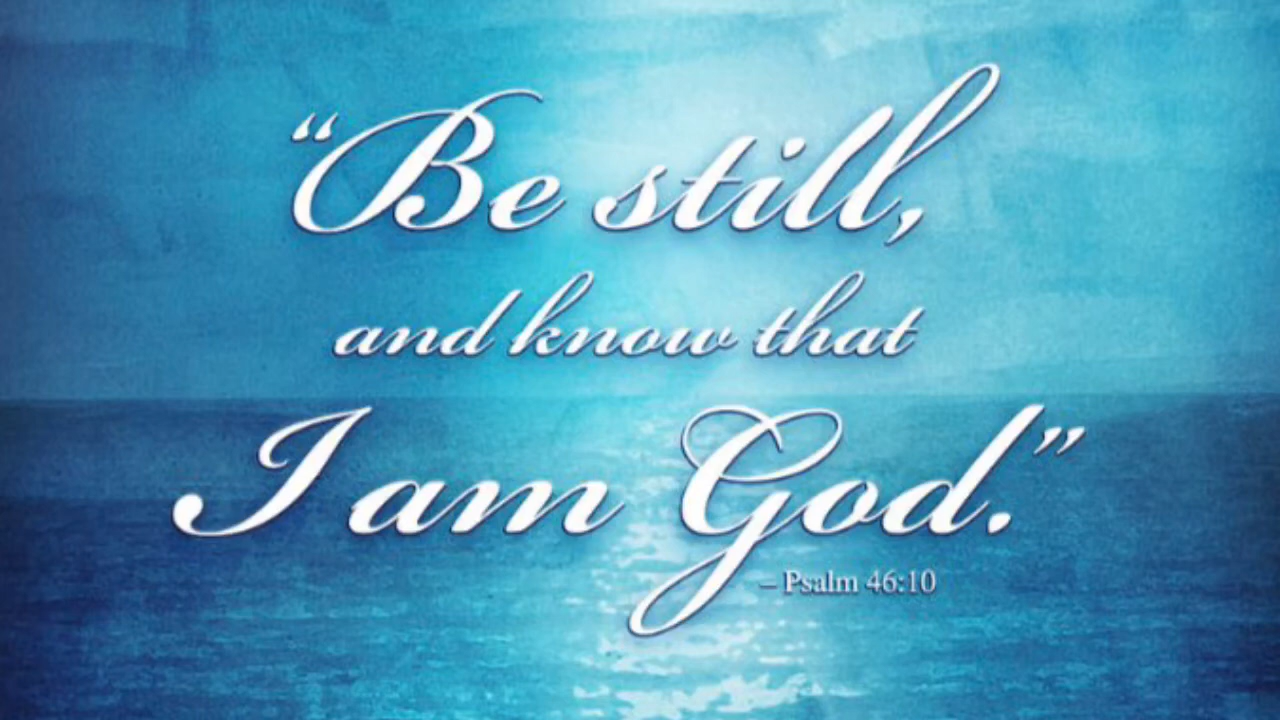 “Be still,
and know that
I am God.”
– Psalm 46:10